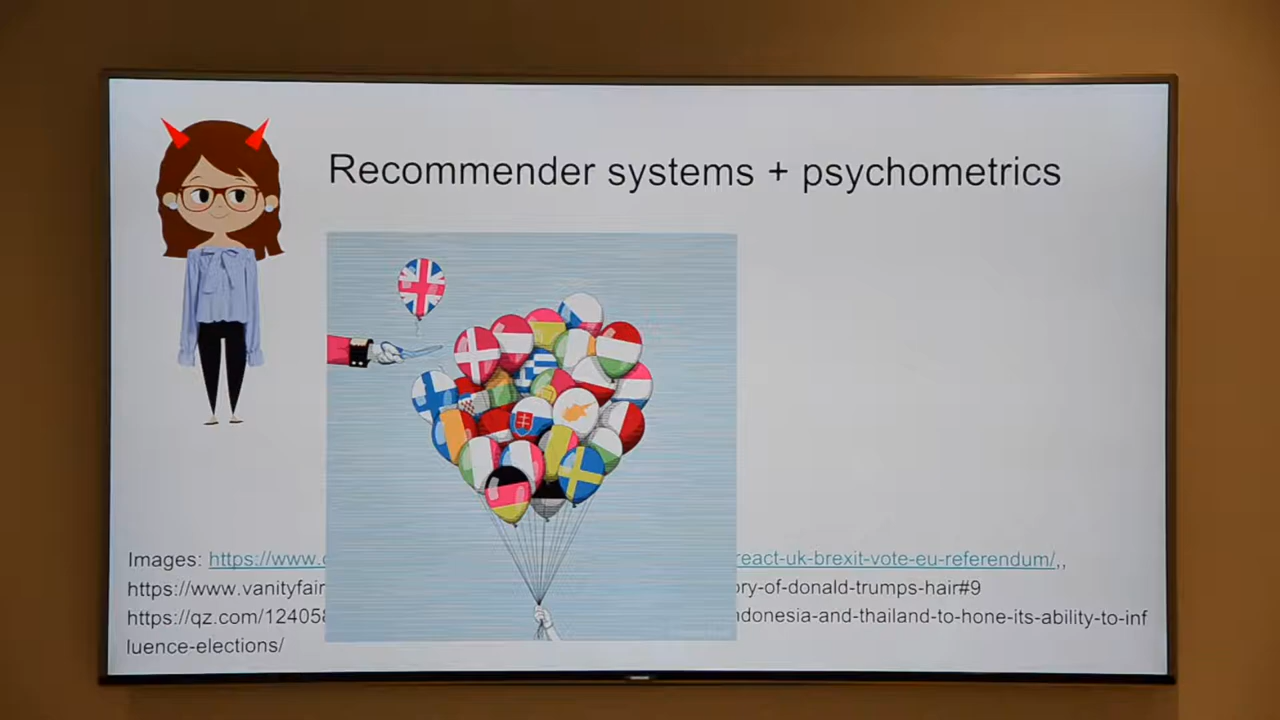 Recommender systems + psychometrics
Images: https://www. react-uk-brexit-vote-eu-referendum/,,
https://www.vanityfair ory-of-donald-trumps-hair#9
https://qz.com/12405 ndonesia-and-thailand-to-hone-its-ability-to-inf
luence-elections/